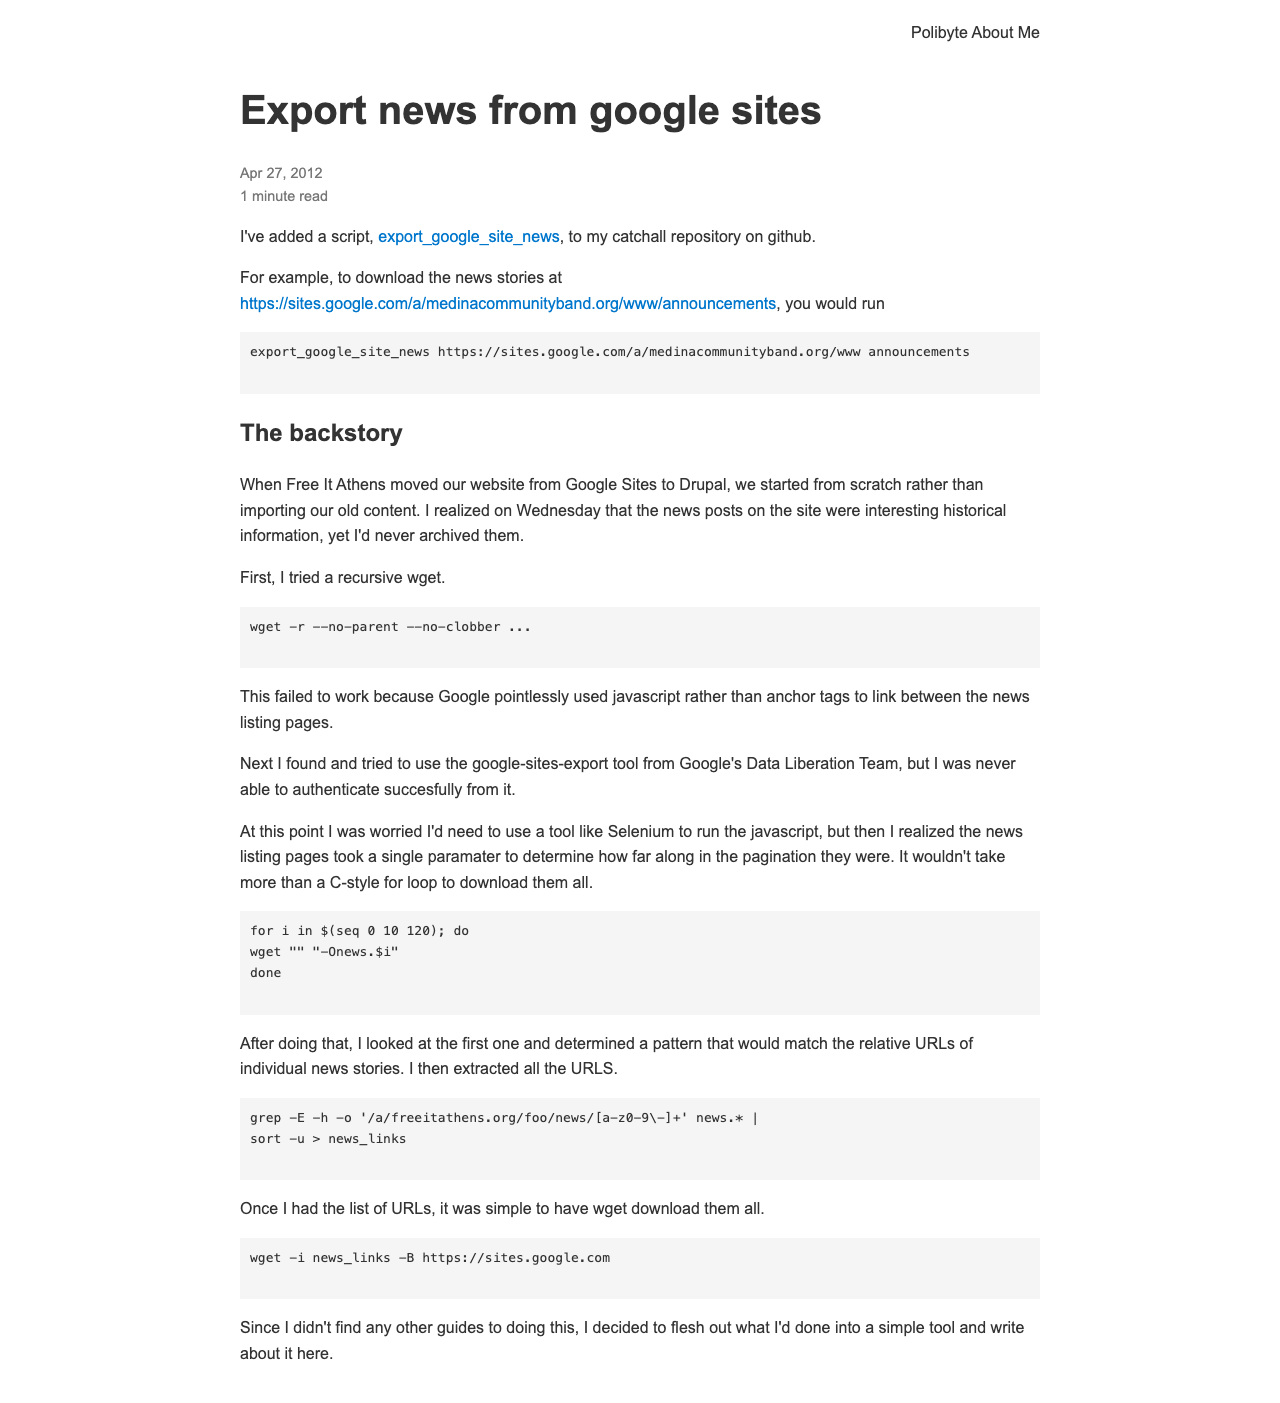 Polibyte About Me
Export news from google sites
Apr 27, 2012
1 minute read
I've added a script, export_google_site_news, to my catchall repository on github.
For example, to download the news stories at
https://sites.google.com/a/medinacommunityband.org/www/announcements, you would run
export_google_site_news https://sites.google.com/a/medinacommunityband.org/www announcements
The backstory
When Free It Athens moved our website from Google Sites to Drupal, we started from scratch rather than
importing our old content. I realized on Wednesday that the news posts on the site were interesting historical
information, yet I'd never archived them.
First, I tried a recursive wget.
wget -r --no-parent --no-clobber ...
This failed to work because Google pointlessly used javascript rather than anchor tags to link between the news
listing pages.
Next I found and tried to use the google-sites-export tool from Google's Data Liberation Team, but I was never
able to authenticate succesfully from it.
At this point I was worried I'd need to use a tool like Selenium to run the javascript, but then I realized the news
listing pages took a single paramater to determine how far along in the pagination they were. It wouldn't take
more than a C-style for loop to download them all.
for i in $(seq 0 10 120); do
wget "" "-Onews.$i"
done
After doing that, I looked at the first one and determined a pattern that would match the relative URLs of
individual news stories. I then extracted all the URLS.
grep -E -h -o '/a/freeitathens.org/foo/news/[a-z0-9\-]+' news.* |
sort -u > news_links
Once I had the list of URLs, it was simple to have wget download them all.
wget -i news_links -B https://sites.google.com
Since I didn't find any other guides to doing this, I decided to flesh out what I'd done into a simple tool and write
about it here.